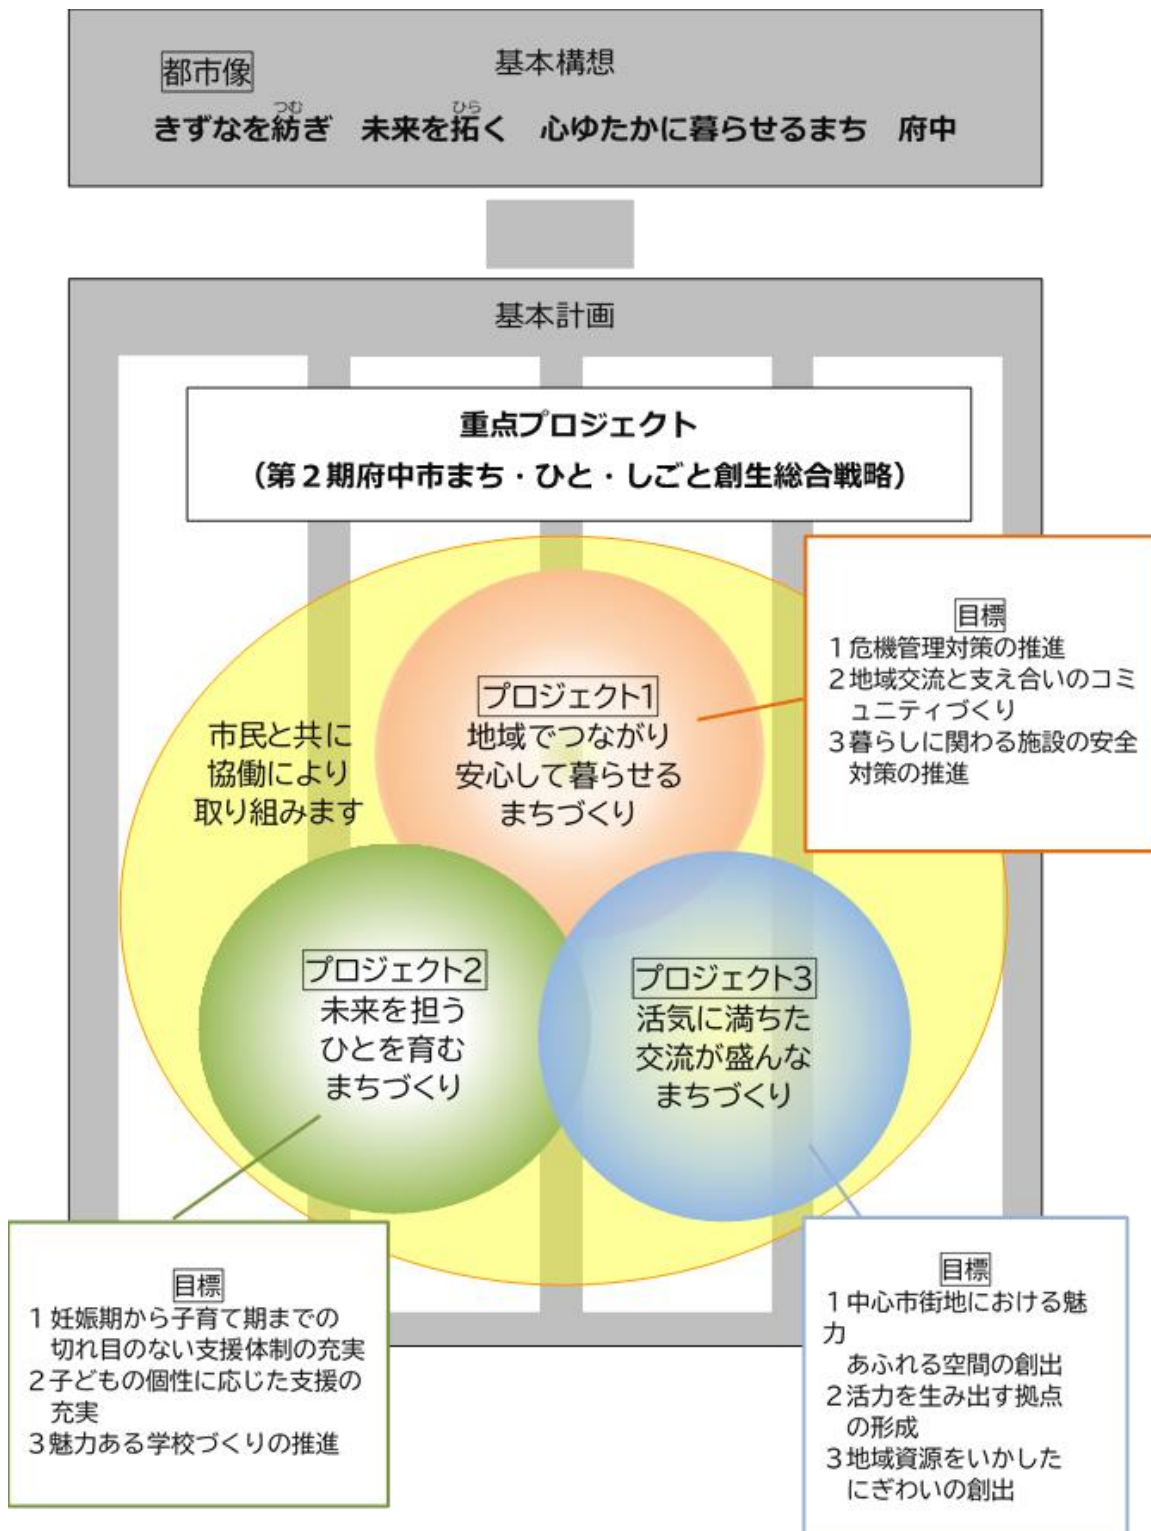 基本構想
都市像
きずなを紡ぎ　未来を拓く　心ゆたかに暮らせるまち　府中
つむ
ひら
基本計画
重点プロジェクト
（第２期府中市まち・ひと・しごと創生総合戦略）
市民と共に
協働により
取り組みます
プロジェクト1
地域でつながり
安心して暮らせる
まちづくり
目標
１危機管理対策の推進
２地域交流と支え合いのコミ
ュニティづくり
３暮らしに関わる施設の安全
対策の推進
プロジェクト2
未来を担う
ひとを育む
まちづくり
プロジェクト3
活気に満ちた
交流が盛んな
まちづくり
目標
１妊娠期から子育て期までの
切れ目のない支援体制の充実
２子どもの個性に応じた支援の
充実
３魅力ある学校づくりの推進
目標
１中心市街地における魅
力
あふれる空間の創出
２活力を生み出す拠点
の形成
３地域資源をいかした
にぎわいの創出